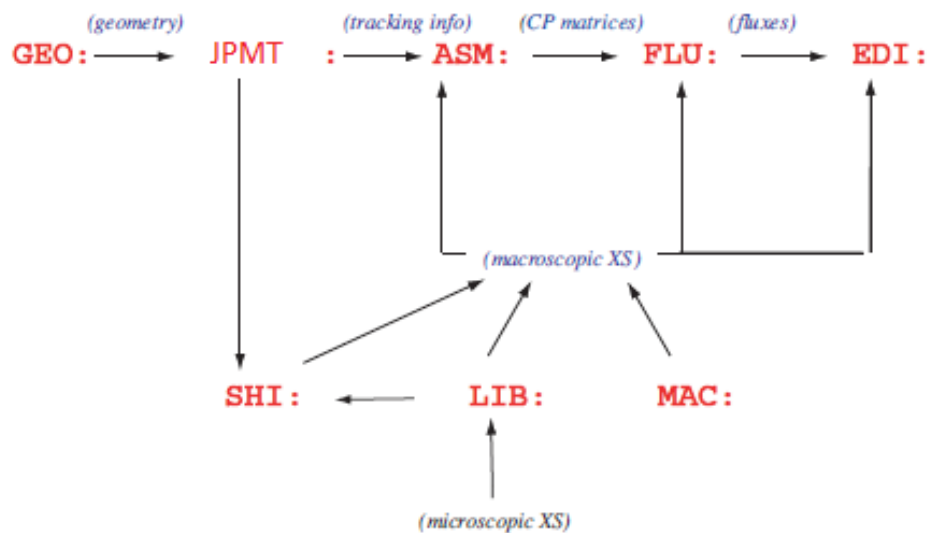 (geometry) (tracking info) (CP matrices) (fluxes)
GEO: JPMT : ASM: FLU: EDI:
(macroscopic XS)
SHI: LIB: MAC:
(microscopic XS)